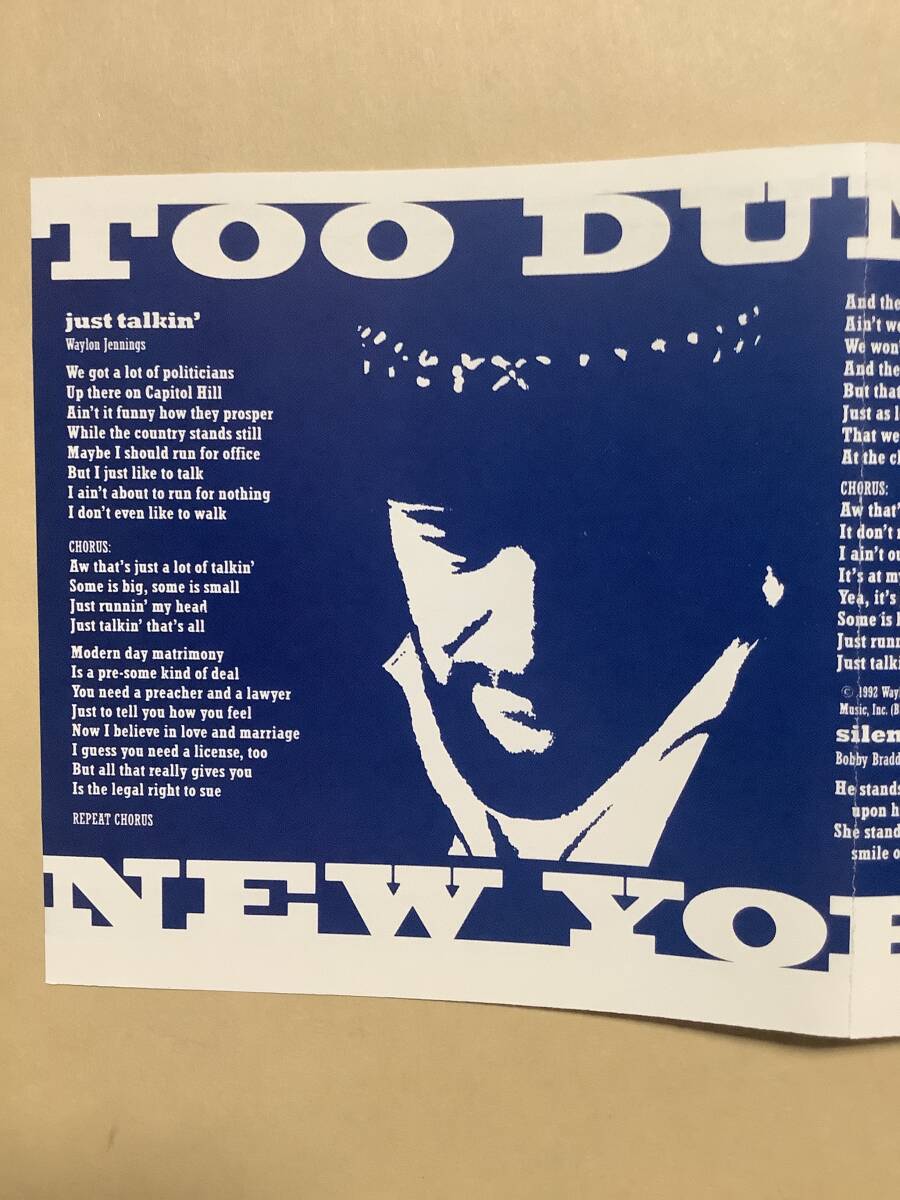 TOO DU
just talkin'
Waylon Jennings
We got a lot of politicians
Up there on Capitol Hill
Ain't it funny how they prosper
While the country stands still
Maybe I should run for office
But I just like to talk
I ain't about to run for nothing
I don't even like to walk
CHORUS:
Aw that's just a lot of talkin'
Some is big, some is small
Just runnin' my head
Just talkin' that's all
Modern day matrimony
Is a pre-some kind of deal
You need a preacher and a lawyer
Just to tell you how you feel
Now I believe in love and marriage
I guess you need a license, too
But all that really gives you
Is the legal right to sue
REPEAT CHORUS
And the
Ain't we
We won'
And the
But that
Just as l
That we
At the c
CHORUS:
Aw that'
It don't
I ain't ou
It's at my
Yea, it's
Some is
Just run
Just talki
© 1992 Way
Music, Inc. (B
silen
Bobby Bradd
He stands
upon h
She stand
smile o
NEW YO